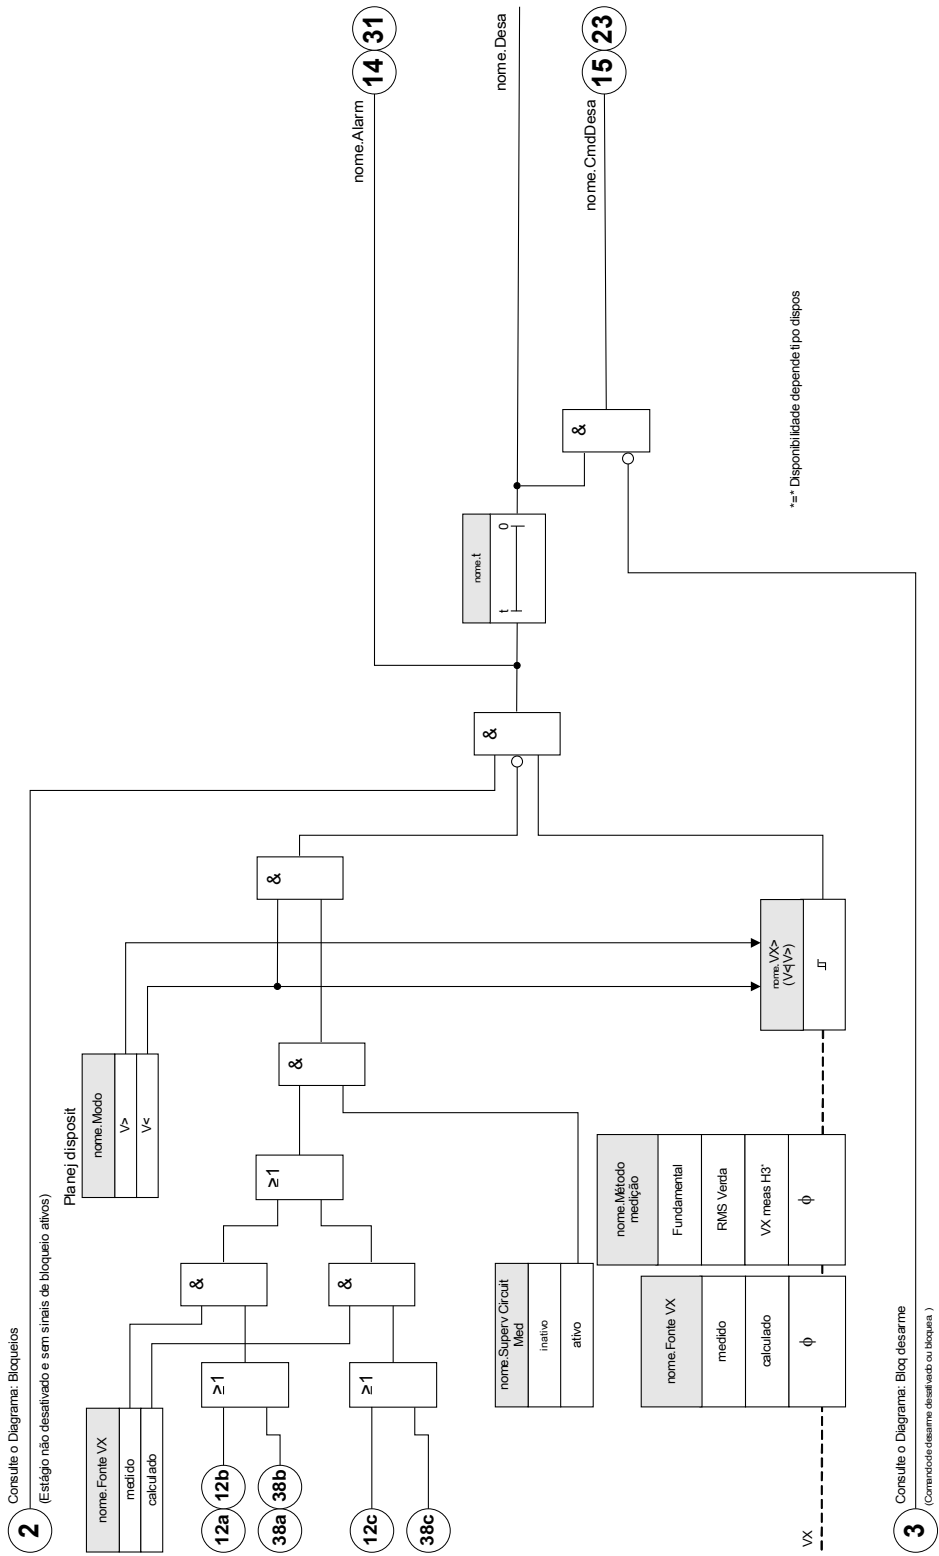 2
Consulte o Diagrama: Bloqueios
(Estágio não desativado e sem sinais de bloqueio ativos)
Planej disposit
nome.Modo
V>
V<
nome.Fonte VX
medido
calculado
12a
12b
38a
38b
12c
38c
≥1
≥1
&
&
≥1
&
&
&
nome.Superv Circuit
Med
inativo
ativo
nome.Fonte VX
medido
calculado
ϕ
nome.Método
medição
Fundamental
RMS Verda
VX meas H3*
ϕ
VX
nome.VX>
(V<|V>)
nome.t
t
0
&
nome.Alarm
14
31
nome.Desa
nome.CmdDesa
15
23
*=* Disponibilidade depende tipo dispos
3
Consulte o Diagrama: Bloq desarme
(Comando de desarme desativado ou bloquea. )